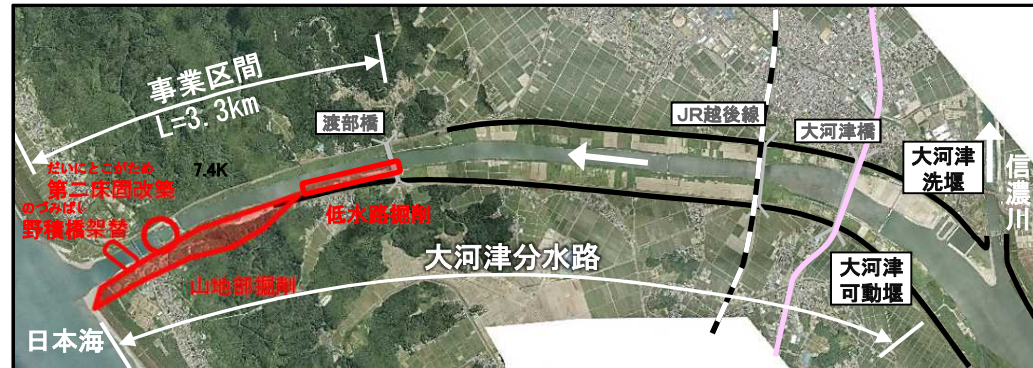 事業区間
L=3.3km
渡部橋
JR越後線
大河津橋
大河津
洗堰
信濃川
だいにとこがため
第二床固改築
7.4K
のづみばし
野積橋架替
低水路掘削
山地部掘削
大河津分水路
大河津
可動堰
日本海